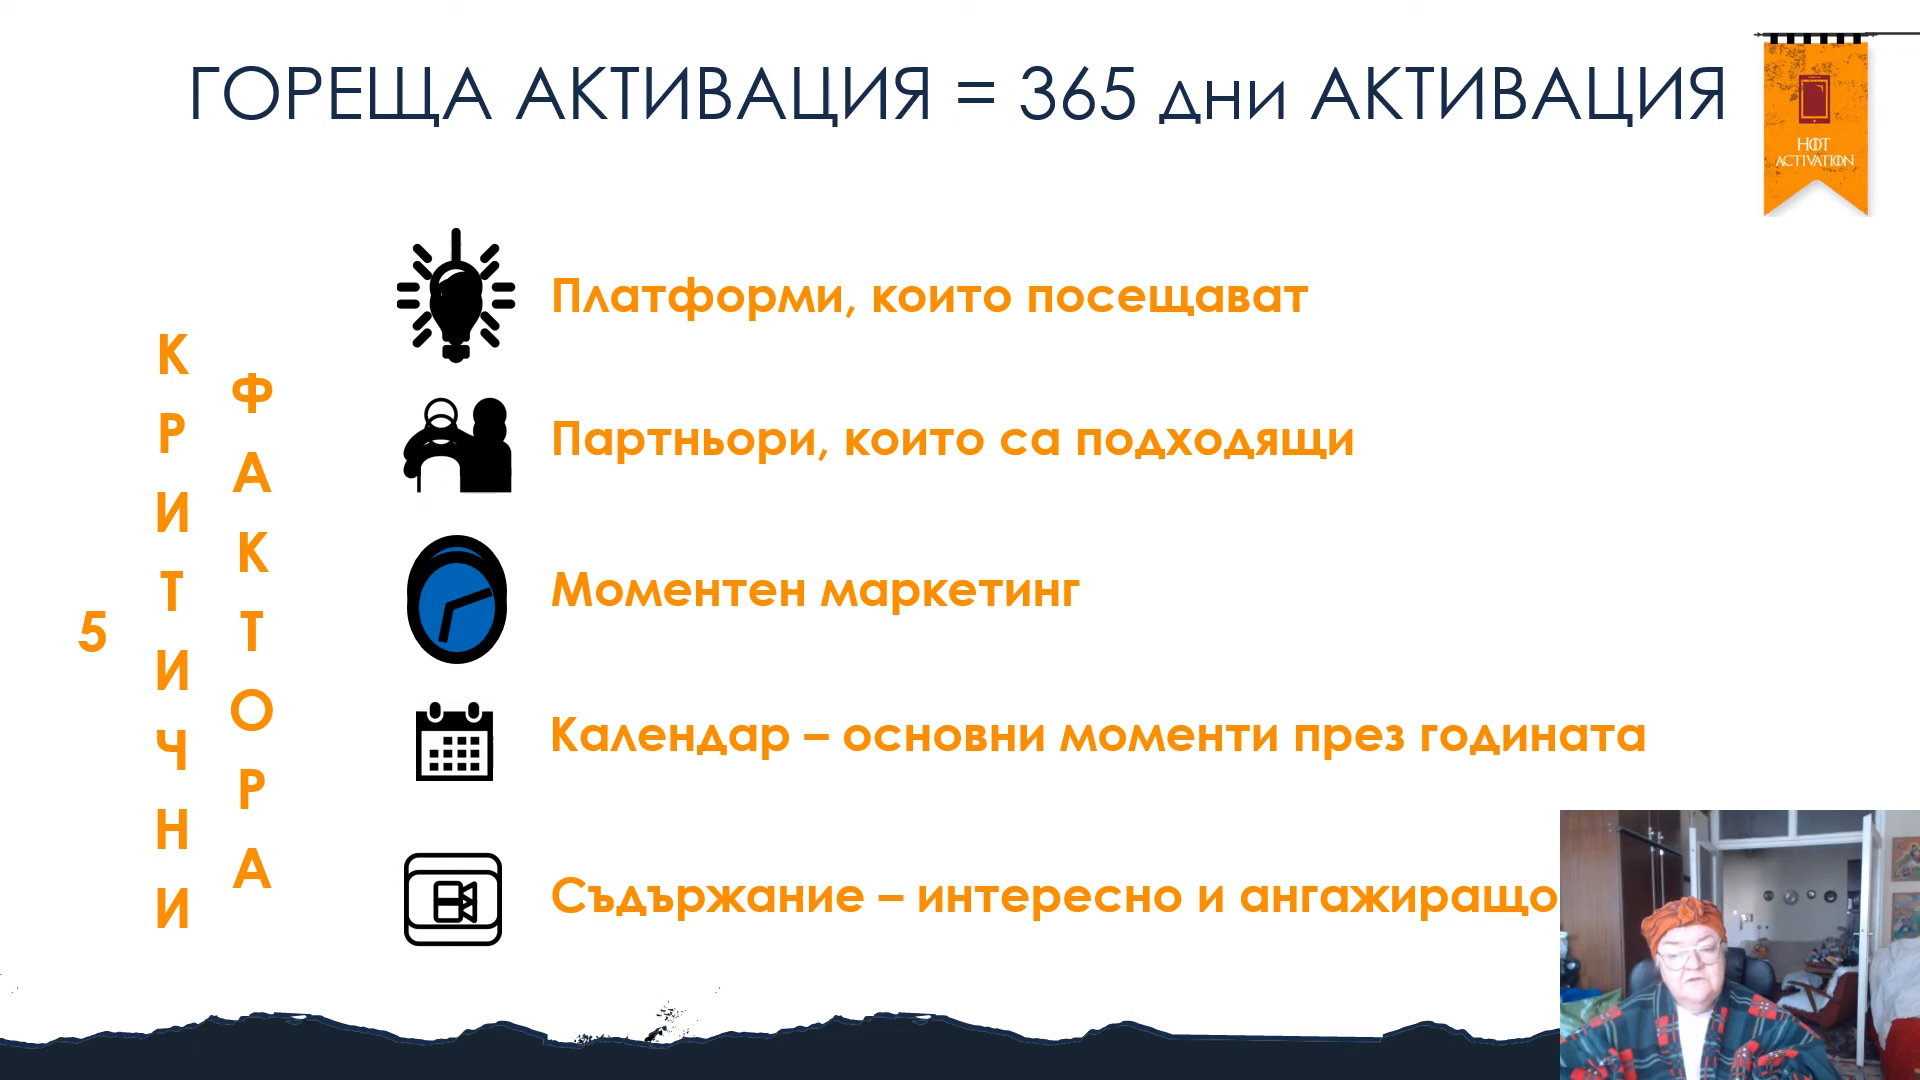 ГОРЕЩА АКТИВАЦИЯ = 365 дни АКТИВАЦИЯ
HOT
ACTIVATION
5
КРИТИЧНИ
ФАКТОРА
Платформи, които посещават
Партньори, които са подходящи
Моментен маркетинг
Календар – основни моменти през годината
Съдържание – интересно и ангажиращо